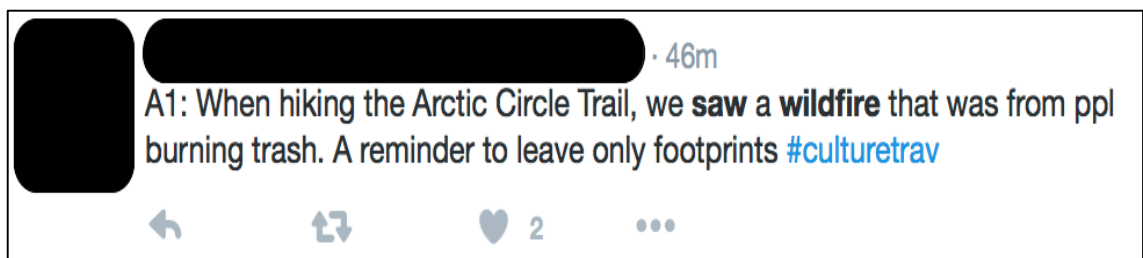 · 46m
A1: When hiking the Arctic Circle Trail, we saw a wildfire that was from ppl
burning trash. A reminder to leave only footprints #culturetrav
2